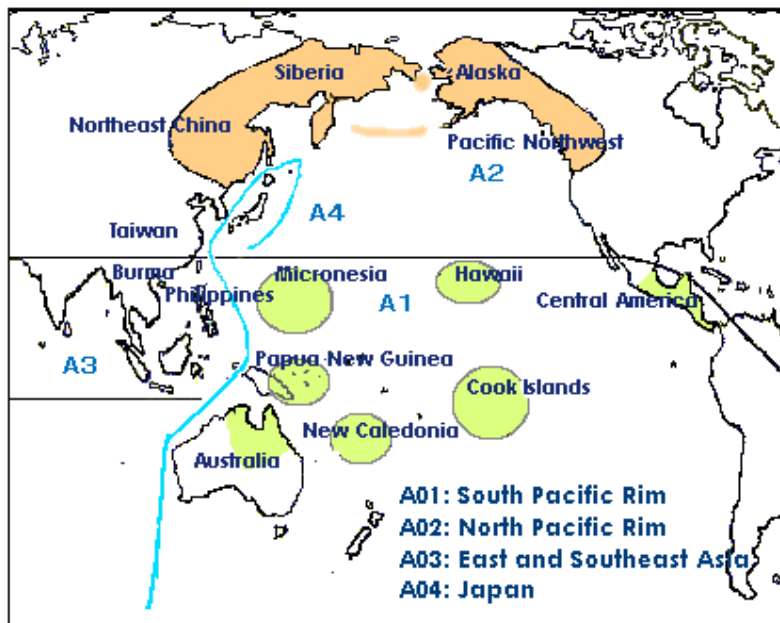 Siberia
Alaska
Northeast China
Pacific Northwest
A2
A4
Taiwan
Burma
Micronesia
Hawaii
Philippines
Central America
A1
A3
Papua New Guinea
Cook Islands
New Caledonia
Australia
A01: South Pacific Rim
A02: North Pacific Rim
A03: East and Southeast Asia
A04: Japan